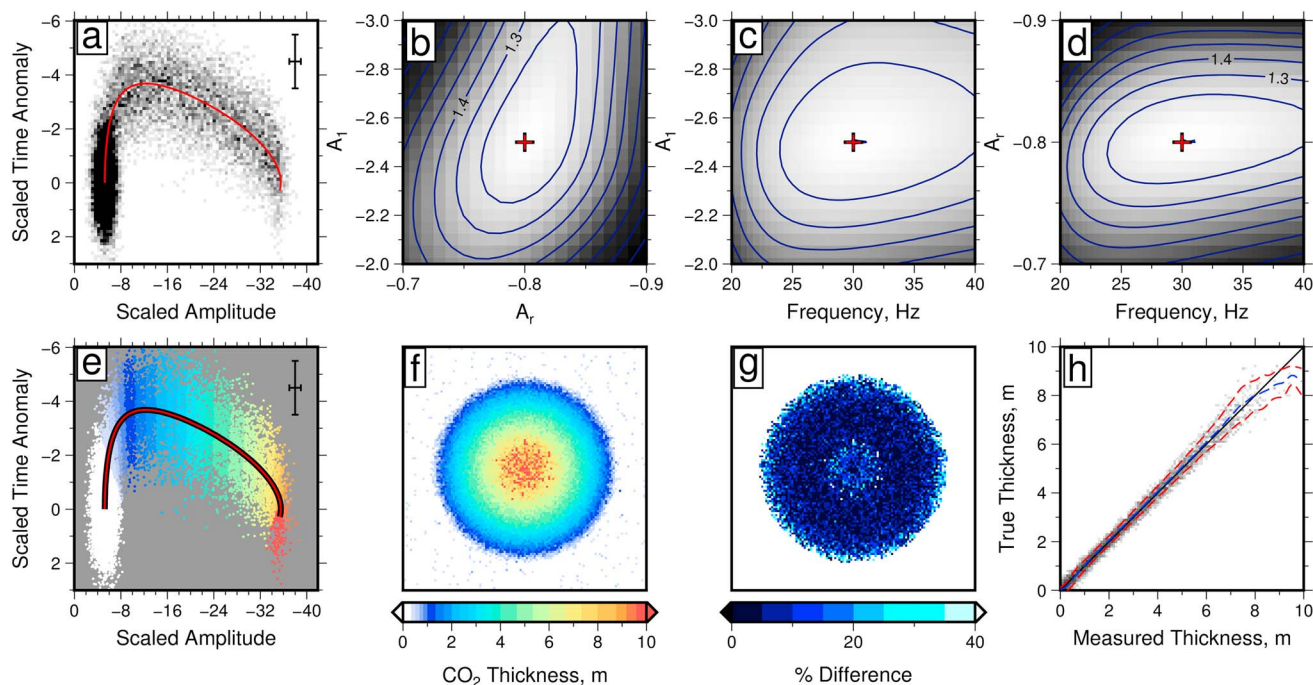 a
Scaled Time Anomaly
-6
-4
-2
0
2
0 -8 -16 -24 -32 -40
Scaled Amplitude
b
A1
-3.0
-2.8
-2.6
-2.4
-2.2
-2.0
1.3
1.4
-0.7 -0.8 -0.9
Ar
c
A1
-3.0
-2.8
-2.6
-2.4
-2.2
-2.0
20 25 30 35 40
Frequency, Hz
d
Ar
-0.9
-0.8
-0.7
1.4
1.3
20 25 30 35 40
Frequency, Hz
e
Scaled Time Anomaly
-6
-4
-2
0
2
0 -8 -16 -24 -32 -40
Scaled Amplitude
f
0 2 4 6 8 10
CO2 Thickness, m
g
0 20 40
% Difference
h
True Thickness, m
10
8
6
4
2
0
0 2 4 6 8 10
Measured Thickness, m